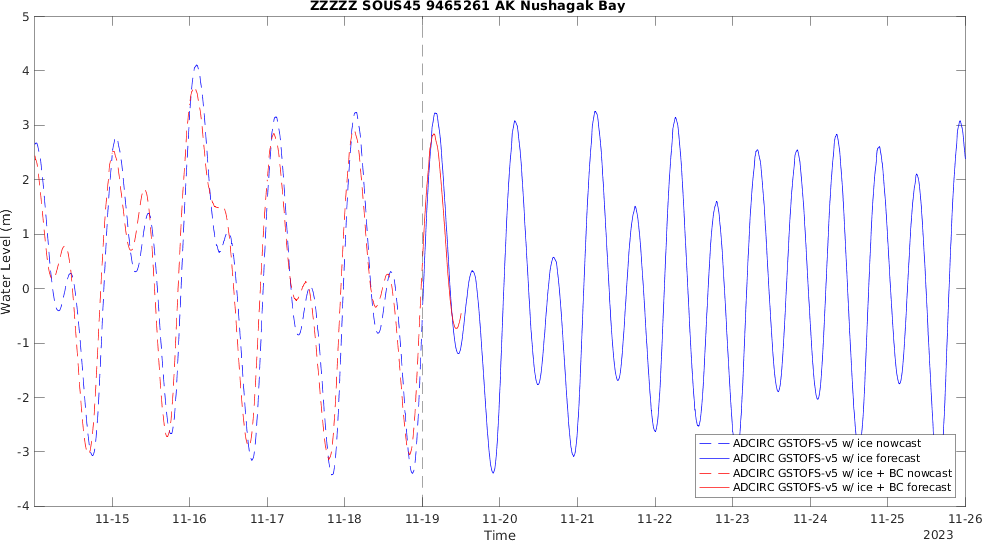 ZZZZZ SOUS45 9465261 AK Nushagak Bay
5
4
3
2
1
0
-1
-2
-3
-4
Water Level (m)
ADCIRC GSTOFS-v5 w/ ice nowcast
ADCIRC GSTOFS-v5 w/ ice forecast
ADCIRC GSTOFS-v5 w/ ice + BC nowcast
ADCIRC GSTOFS-v5 w/ ice + BC forecast
11-15 11-16 11-17 11-18 11-19 11-20 11-21 11-22 11-23 11-24 11-25 11-26
Time
2023